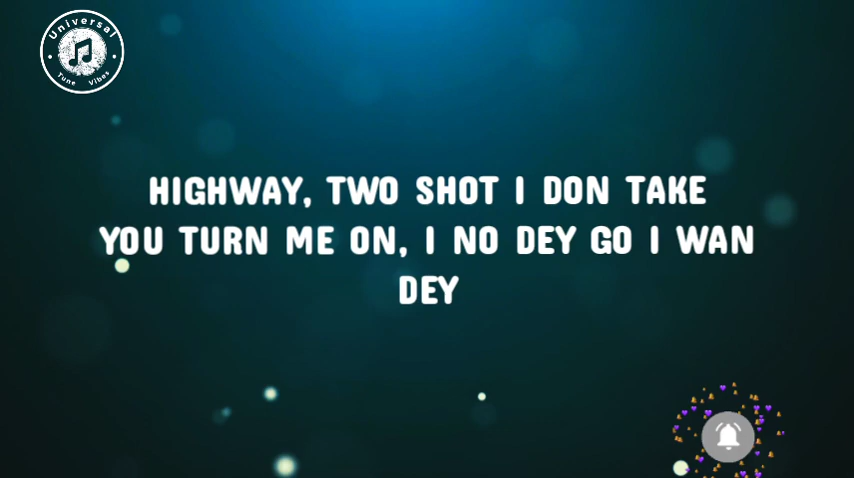 Universal
Tune Vibes
HIGHWAY, TWO SHOT I DON TAKE
YOU TURN ME ON, I NO DEY GO I WAN
DEY